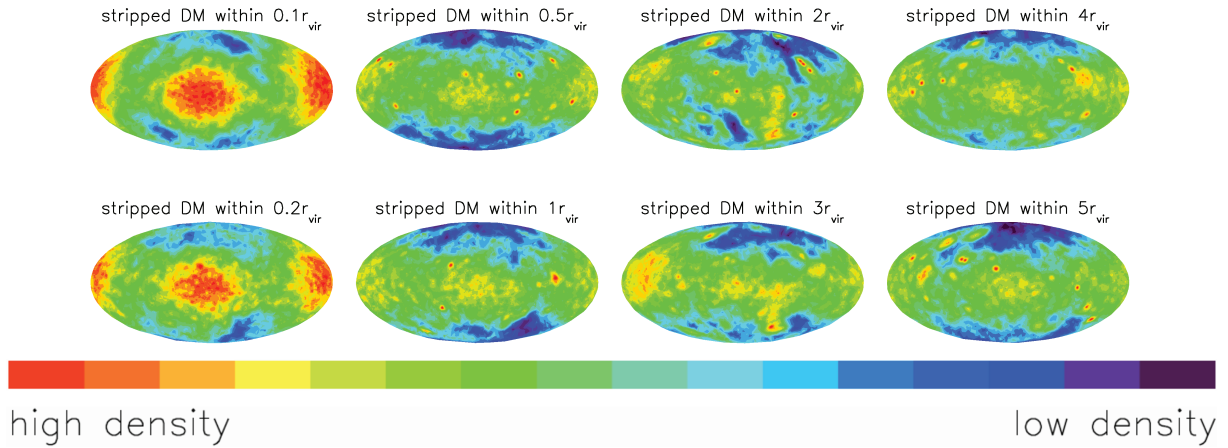 stripped DM within 0.1r_vir
stripped DM within 0.5r_vir
stripped DM within 2r_vir
stripped DM within 4r_vir
stripped DM within 0.2r_vir
stripped DM within 1r_vir
stripped DM within 3r_vir
stripped DM within 5r_vir
high density
low density